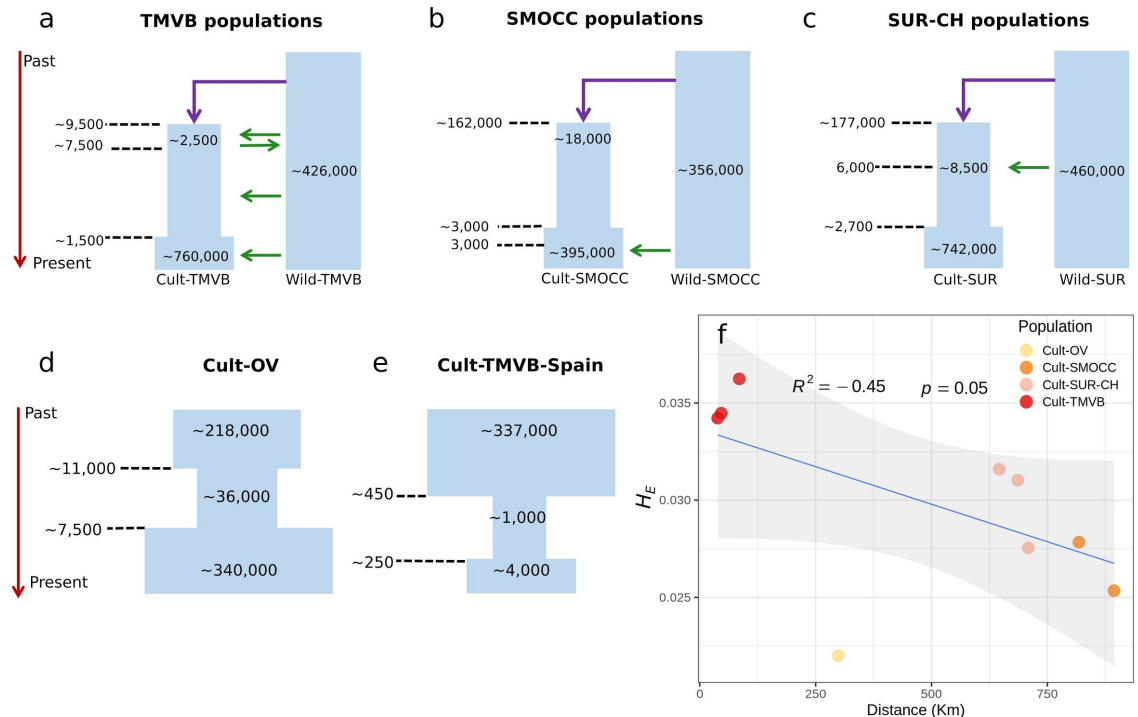 a
TMVB populations
Past
~9,500
~7,500
~2,500
~426,000
~1,500
Present
~760,000
Cult-TMVB
Wild-TMVB
b
SMOCC populations
~162,000
~18,000
~356,000
~3,000
3,000
~395,000
Cult-SMOCC
Wild-SMOCC
c
SUR-CH populations
~177,000
6,000
~8,500
~460,000
~2,700
~742,000
Cult-SUR
Wild-SUR
d
Cult-OV
Past
~218,000
~11,000
~36,000
~7,500
~340,000
Present
e
Cult-TMVB-Spain
~337,000
~450
~1,000
~250
~4,000
f
Population
Cult-OV
Cult-SMOCC
Cult-SUR-CH
Cult-TMVB
R² = −0.45 p = 0.05
H_E
0.035
0.030
0.025
0 250 500 750
Distance (Km)